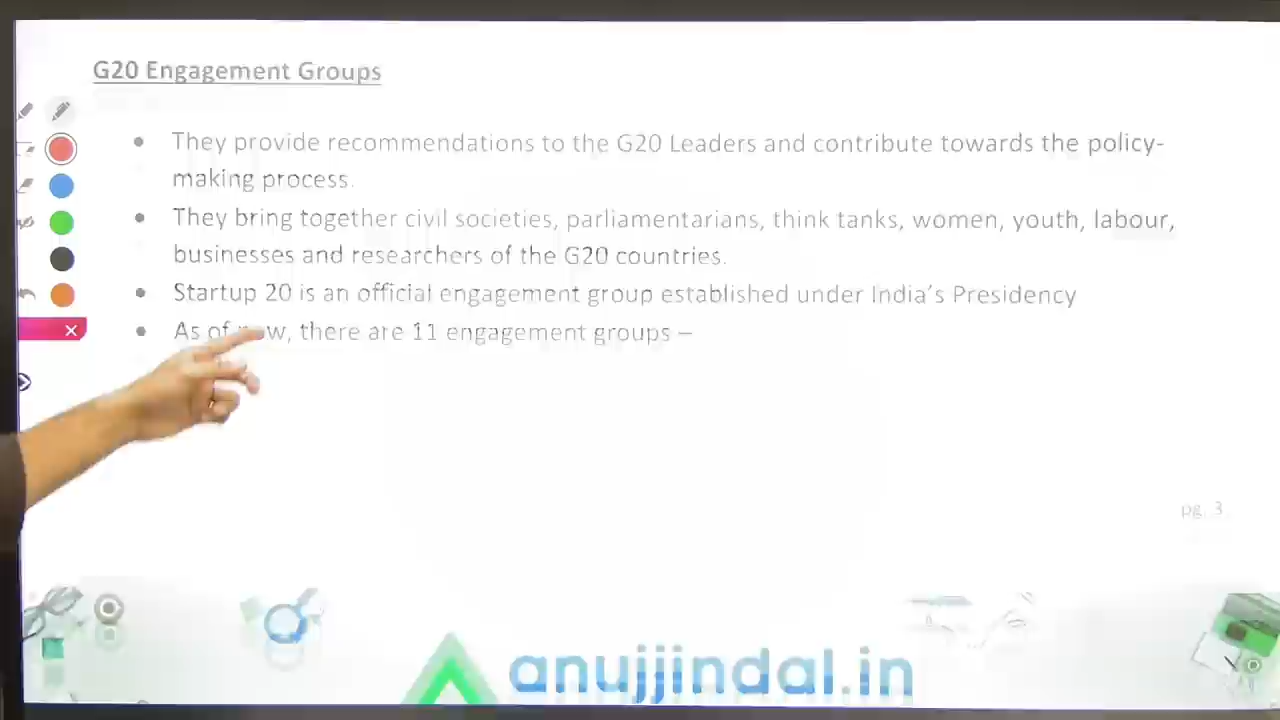 G20 Engagement Groups
They provide recommendations to the G20 Leaders and contribute towards the policy-
making process.
They bring together civil societies, parliamentarians, think tanks, women, youth, labour,
businesses and researchers of the G20 countries.
Startup 20 is an official engagement group established under India's Presidency
As of now, there are 11 engagement groups –
pg. 3
anujjindal.in